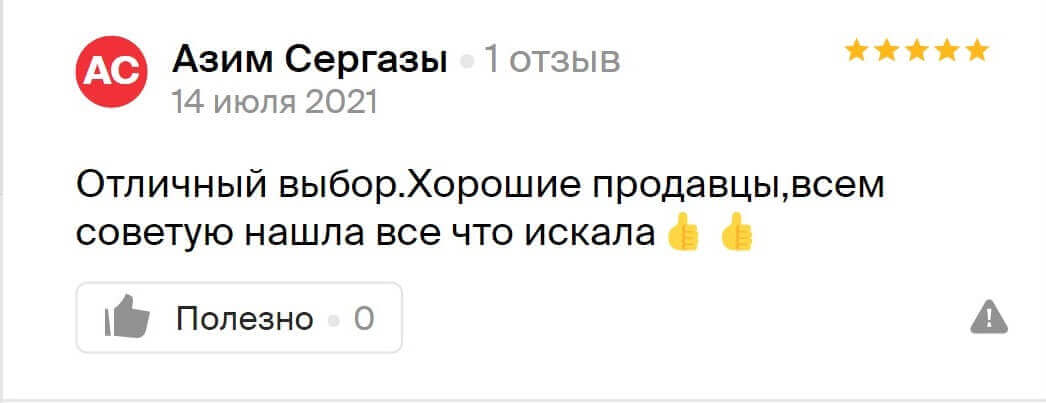 АС Азим Сергазы • 1 отзыв
14 июля 2021
Отличный выбор.Хорошие продавцы,всем
советую нашла все что искала👍 👍
Полезно • 0